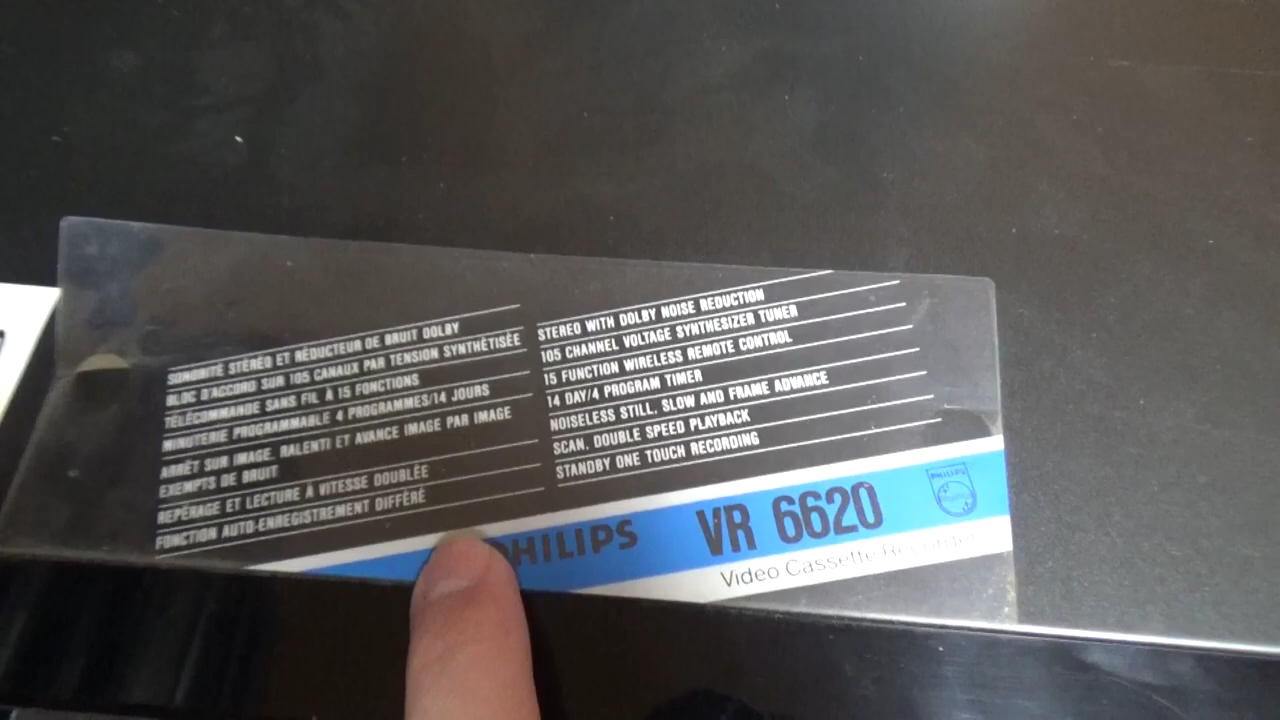 SONORITÉ STÉRÉO ET RÉDUCTEUR DE BRUIT DOLBY
BLOC D'ACCORD SUR 105 CANAUX PAR TENSION SYNTHÉTISÉE
TÉLÉCOMMANDE SANS FIL À 15 FONCTIONS
MINUTERIE PROGRAMMABLE 4 PROGRAMMES/14 JOURS
ARRÊT SUR IMAGE, RALENTI ET AVANCE IMAGE PAR IMAGE
EXEMPTS DE BRUIT
REPÉRAGE ET LECTURE À VITESSE DOUBLÉE
FONCTION AUTO-ENREGISTREMENT DIFFÉRÉ
STEREO WITH DOLBY NOISE REDUCTION
105 CHANNEL VOLTAGE SYNTHESIZER TUNER
15 FUNCTION WIRELESS REMOTE CONTROL
14 DAY/4 PROGRAM TIMER
NOISELESS STILL, SLOW AND FRAME ADVANCE
SCAN, DOUBLE SPEED PLAYBACK
STANDBY ONE TOUCH RECORDING
PHILIPS VR 6620
PHILIPS
Video Cassette Recorder